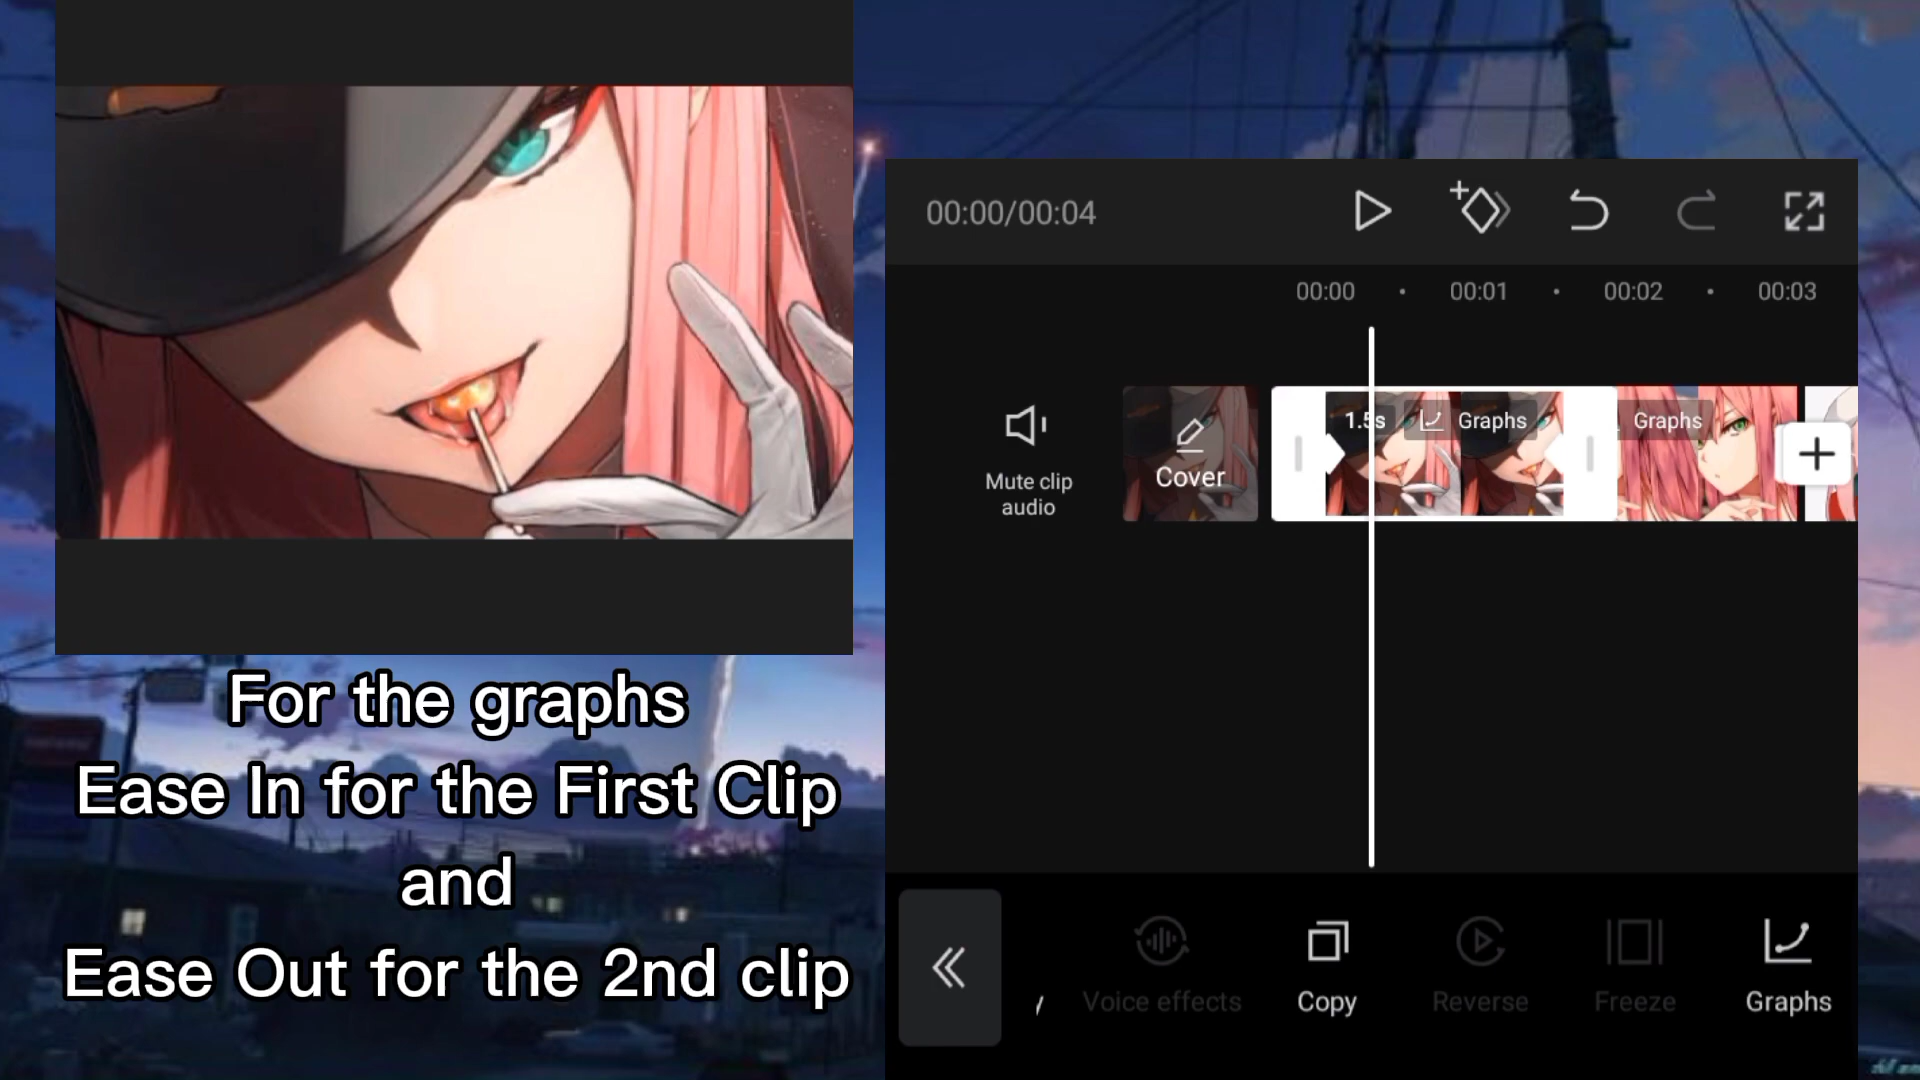 For the graphs
Ease In for the First Clip
and
Ease Out for the 2nd clip
00:00/00:04
00:00 00:01 00:02 00:03
1.5s Graphs Graphs
Cover
Mute clip
audio
Voice effects Copy Reverse Freeze Graphs